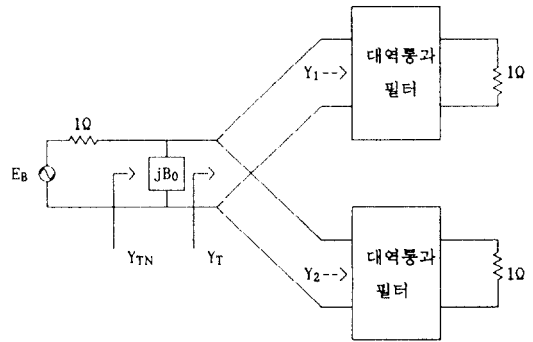 대역통과
필터
Y₁-->
1Ω
1Ω
E_B
jB₀
Y_TN
Y_T
대역통과
필터
Y₂-->
1Ω